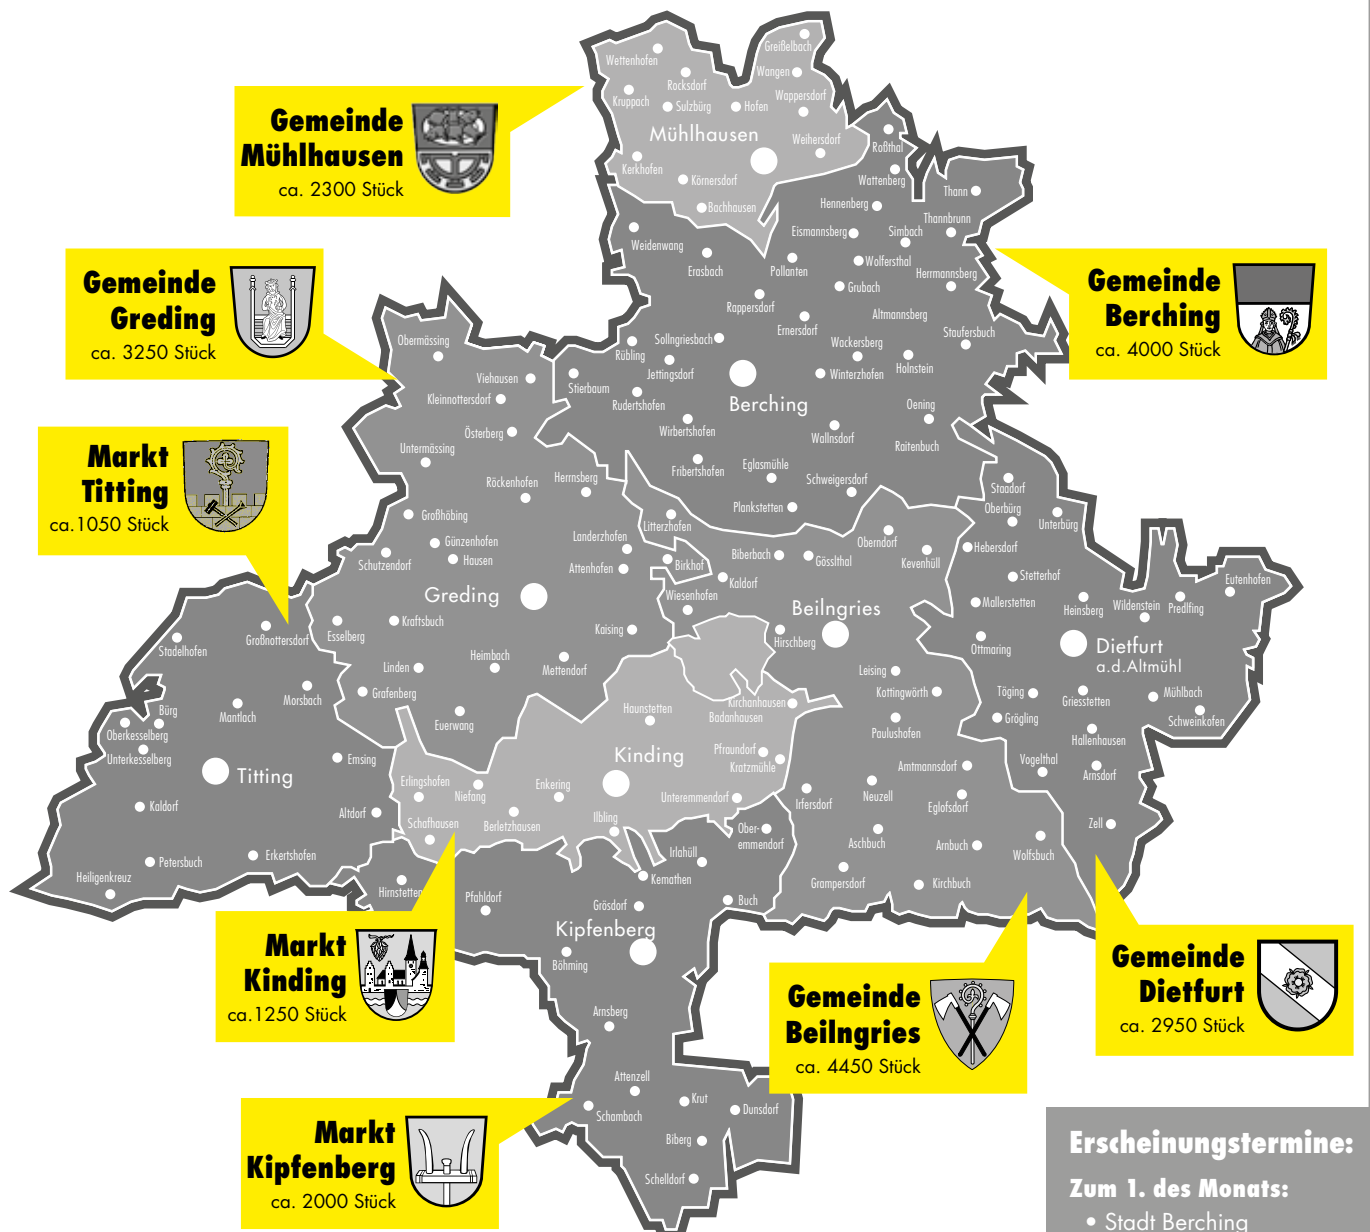 Gemeinde
Mühlhausen
ca. 2300 Stück
Gemeinde
Greding
ca. 3250 Stück
Markt
Titting
ca.1050 Stück
Gemeinde
Berching
ca. 4000 Stück
Markt
Kinding
ca.1250 Stück
Markt
Kipfenberg
ca. 2000 Stück
Gemeinde
Beilngries
ca. 4450 Stück
Gemeinde
Dietfurt
ca. 2950 Stück
Greißelbach
Wettenhofen
Wangen
Rocksdorf
Kruppach
Sulzbürg
Hofen
Wappersdorf
Mühlhausen
Weihersdorf
Kerkhofen
Körnersdorf
Bachhausen
Roßthal
Wattenberg
Thann
Hennenberg
Thannbrunn
Eismannsberg
Simbach
Weidenwang
Erasbach
Pollanten
Wolfersthal
Herrmannsberg
Grubach
Rappersdorf
Altmannsberg
Ernersdorf
Staufersbuch
Sollngriesbach
Wackersberg
Rübling
Holnstein
Jettingsdorf
Winterzhofen
Stierbaum
Rudertshofen
Berching
Oening
Wirbertshofen
Wallnsdorf
Raitenbuch
Fribertshofen
Eglasmühle
Schweigersdorf
Plankstetten
Obermässing
Viehausen
Kleinnottersdorf
Österberg
Untermässing
Röckenhofen
Herrnsberg
Großhöbing
Günzenhofen
Landerzhofen
Schutzendorf
Hausen
Attenhofen
Greding
Kraftsbuch
Esselberg
Kaising
Linden
Heimbach
Mettendorf
Grafenberg
Euerwang
Litterzhofen
Birkhof
Biberbach
Gösslthal
Oberndorf
Kevenhüll
Kaldorf
Wiesenhofen
Beilngries
Hirschberg
Leising
Kottingwörth
Paulushofen
Amtmannsdorf
Irfersdorf
Neuzell
Eglofsdorf
Aschbuch
Arnbuch
Wolfsbuch
Grampersdorf
Kirchbuch
Staadorf
Oberbürg
Unterbürg
Hebersdorf
Stetterhof
Eutenhofen
Mallerstetten
Heinsberg
Wildenstein
Predlfing
Ottmaring
Dietfurt
a.d.Altmühl
Töging
Griesstetten
Mühlbach
Grögling
Schweinkofen
Hallenhausen
Vogelthal
Arnsdorf
Zell
Großnottersdorf
Stadelhofen
Morsbach
Mantlach
Bürg
Oberkesselberg
Unterkesselberg
Titting
Emsing
Kaldorf
Altdorf
Petersbuch
Erkertshofen
Heiligenkreuz
Kirchanhausen
Badanhausen
Haunstetten
Kinding
Pfraundorf
Kratzmühle
Erlingshofen
Niefang
Enkering
Unteremmendorf
Schafhausen
Berletzhausen
Ilbling
Ober-
emmendorf
Irlahüll
Kemathen
Hirnstetten
Pfahldorf
Grösdorf
Buch
Kipfenberg
Böhming
Arnsberg
Attenzell
Schambach
Krut
Dunsdorf
Biberg
Schelldorf
Erscheinungstermine:
Zum 1. des Monats:
• Stadt Berching